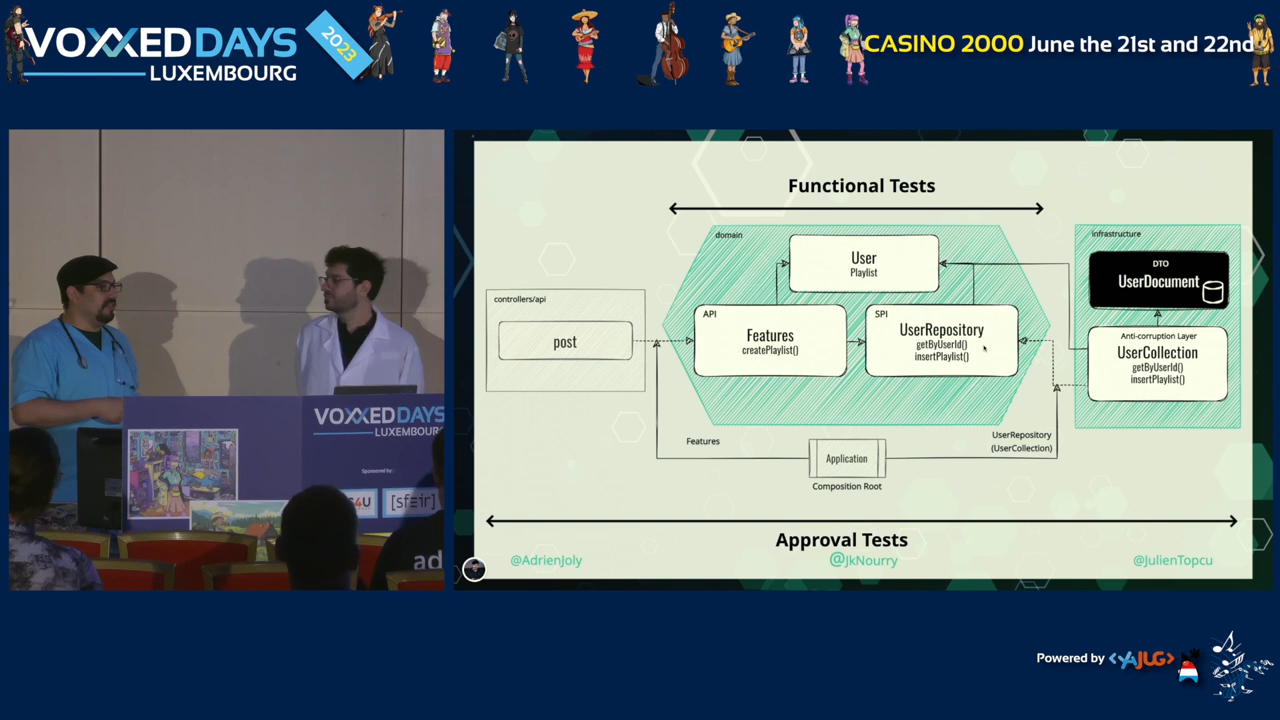 VOXXED DAYS
LUXEMBOURG
2023
CASINO 2000 June the 21st and 22nd
Functional Tests
domain
User
Playlist
infrastructure
DTO
UserDocument
controllers/api
post
API
Features
createPlaylist()
SPI
UserRepository
getByUserId()
insertPlaylist()
Anti-corruption Layer
UserCollection
getByUserId()
insertPlaylist()
Features
Application
Composition Root
UserRepository
(UserCollection)
Approval Tests
@AdrienJoly
@JkNourry
@JulienTopcu
VOXXED DAYS
LUXEMBOURG
Sponsored by:
[sfeir]
ad
Powered by <YAJUG>